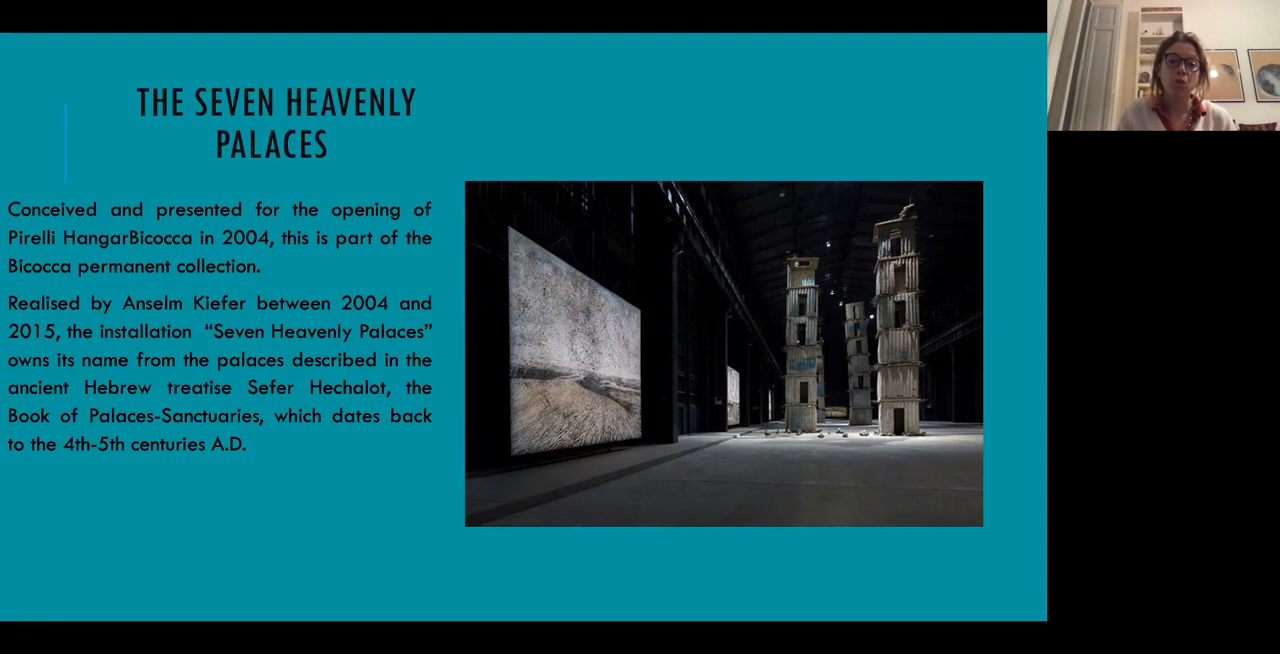 THE SEVEN HEAVENLY
PALACES
Conceived and presented for the opening of
Pirelli HangarBicocca in 2004, this is part of the
Bicocca permanent collection.
Realised by Anselm Kiefer between 2004 and
2015, the installation “Seven Heavenly Palaces”
owns its name from the palaces described in the
ancient Hebrew treatise Sefer Hechalot, the
Book of Palaces-Sanctuaries, which dates back
to the 4th-5th centuries A.D.